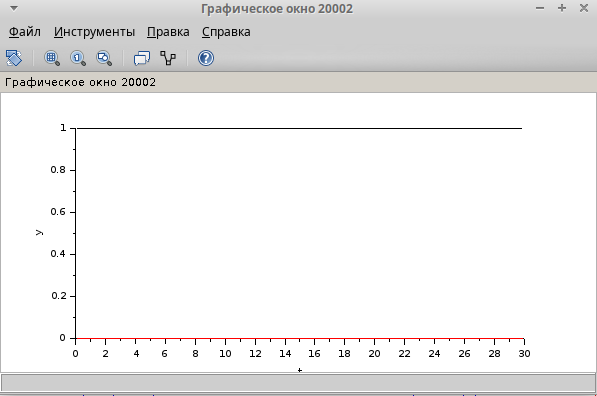 Графическое окно 20002
Файл Инструменты Правка Справка
Графическое окно 20002
1
0.8
0.6
y
0.4
0.2
0
0 2 4 6 8 10 12 14 16 18 20 22 24 26 28 30
t